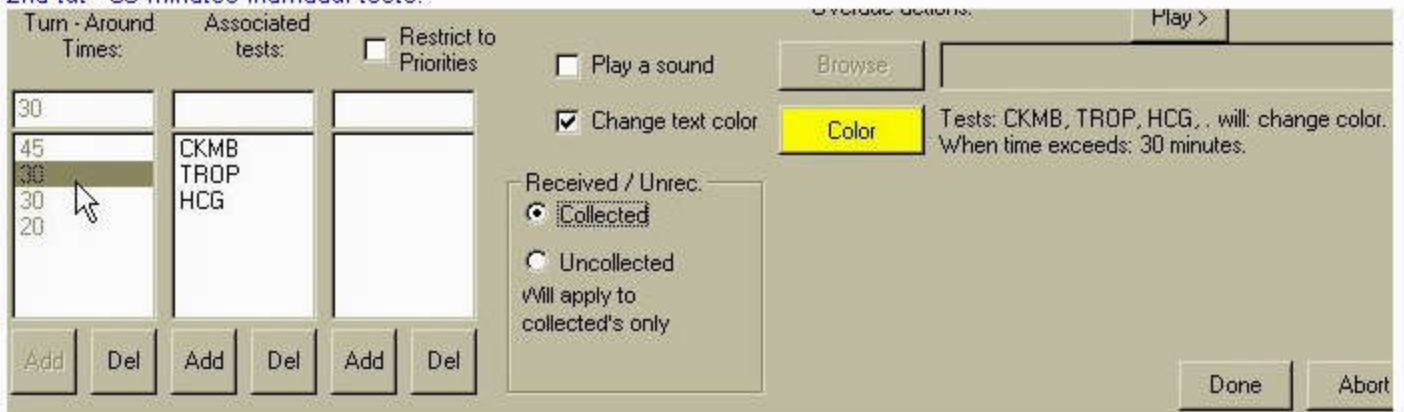 Turn - Around
Times:
Associated
tests:
Restrict to
Priorities
30
45
30
30
20
CKMB
TROP
HCG
Add
Del
Add
Del
Add
Del
Play a sound
Change text color
Received / Unrec.
Collected
Uncollected
Will apply to
collected's only
Play >
Browse
Color
Tests: CKMB, TROP, HCG, . will: change color.
When time exceeds: 30 minutes.
Done
Abort